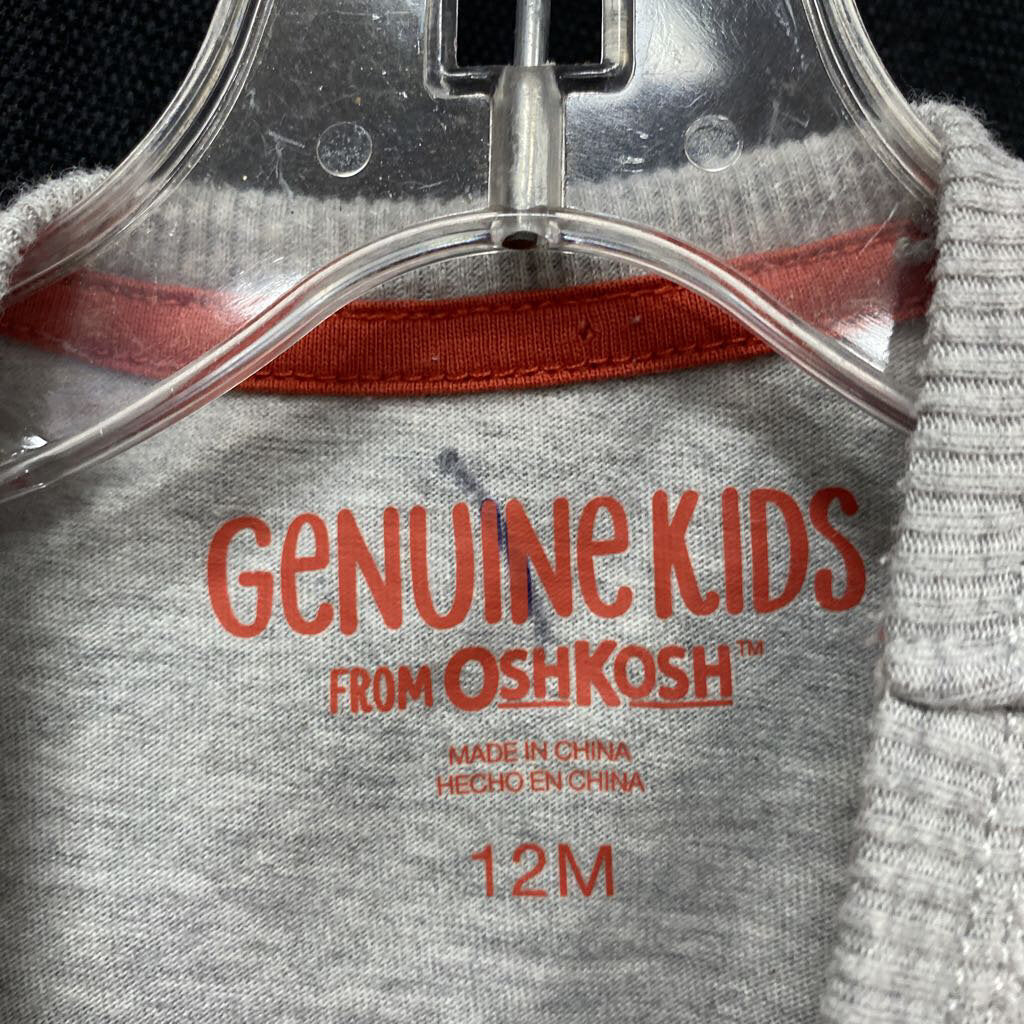 GeNUINe KIDS
FROM OSHKOSH™
MADE IN CHINA
HECHO EN CHINA
12M